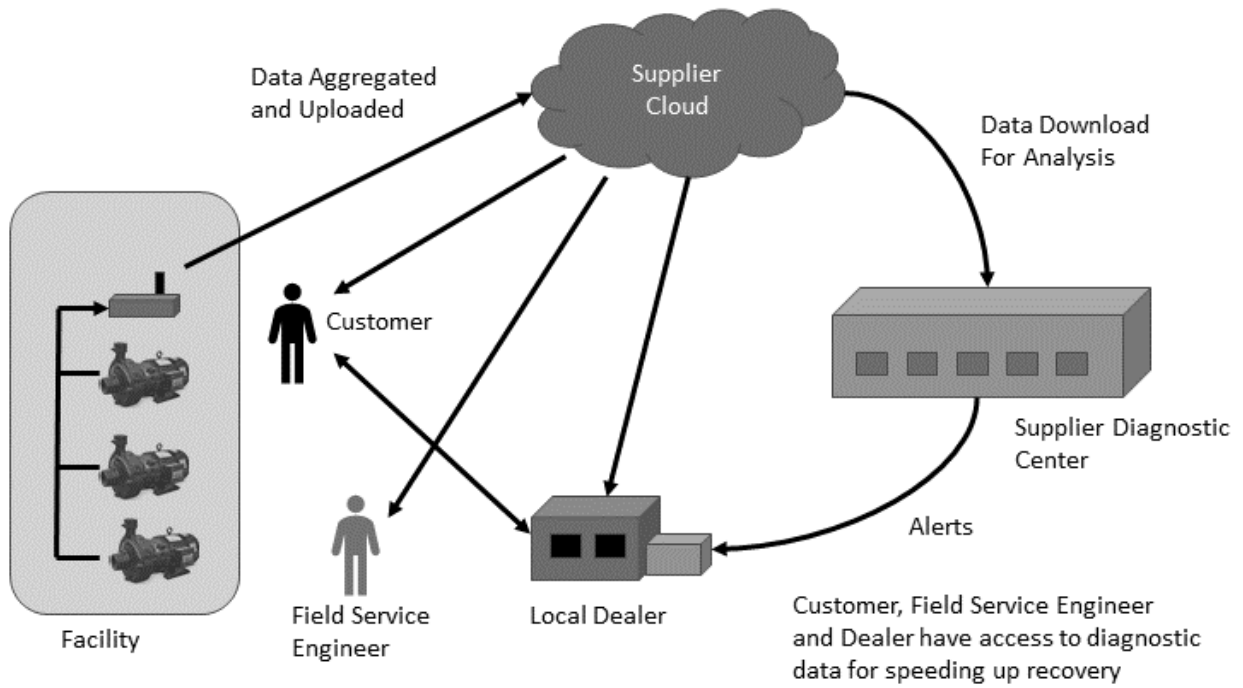 Supplier
Cloud
Data Aggregated
and Uploaded
Data Download
For Analysis
Customer
Supplier Diagnostic
Center
Alerts
Field Service
Engineer
Local Dealer
Facility
Customer, Field Service Engineer
and Dealer have access to diagnostic
data for speeding up recovery